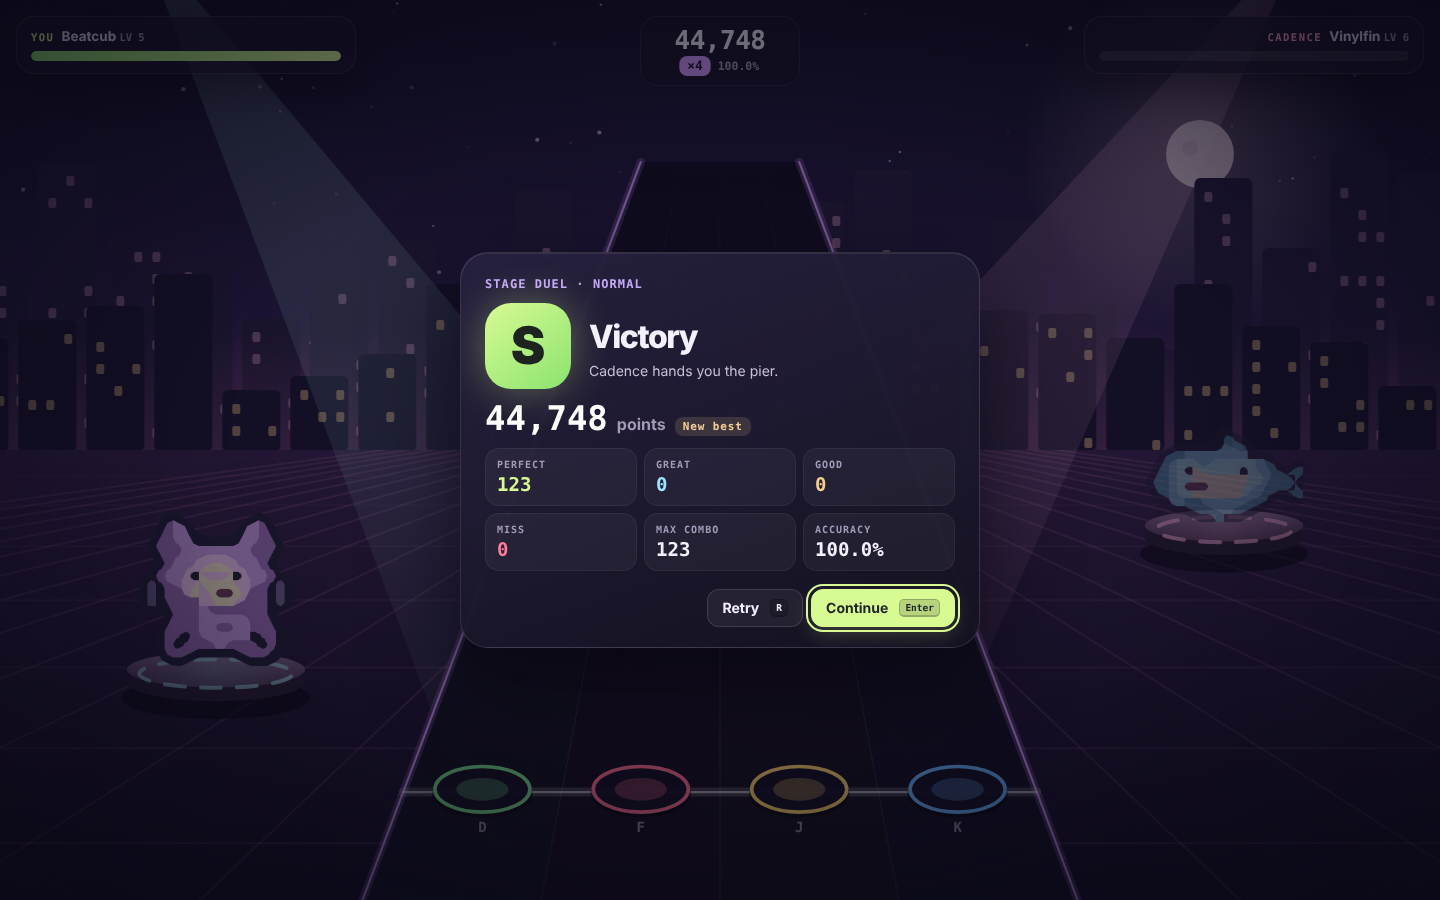 YOU Beatcub LV 5
44,748
×4 100.0%
CADENCE Vinylfin LV 6
STAGE DUEL · NORMAL
S
Victory
Cadence hands you the pier.
44,748 points New best
PERFECT
123
GREAT
0
GOOD
0
MISS
0
MAX COMBO
123
ACCURACY
100.0%
Retry R
Continue Enter
D F J K